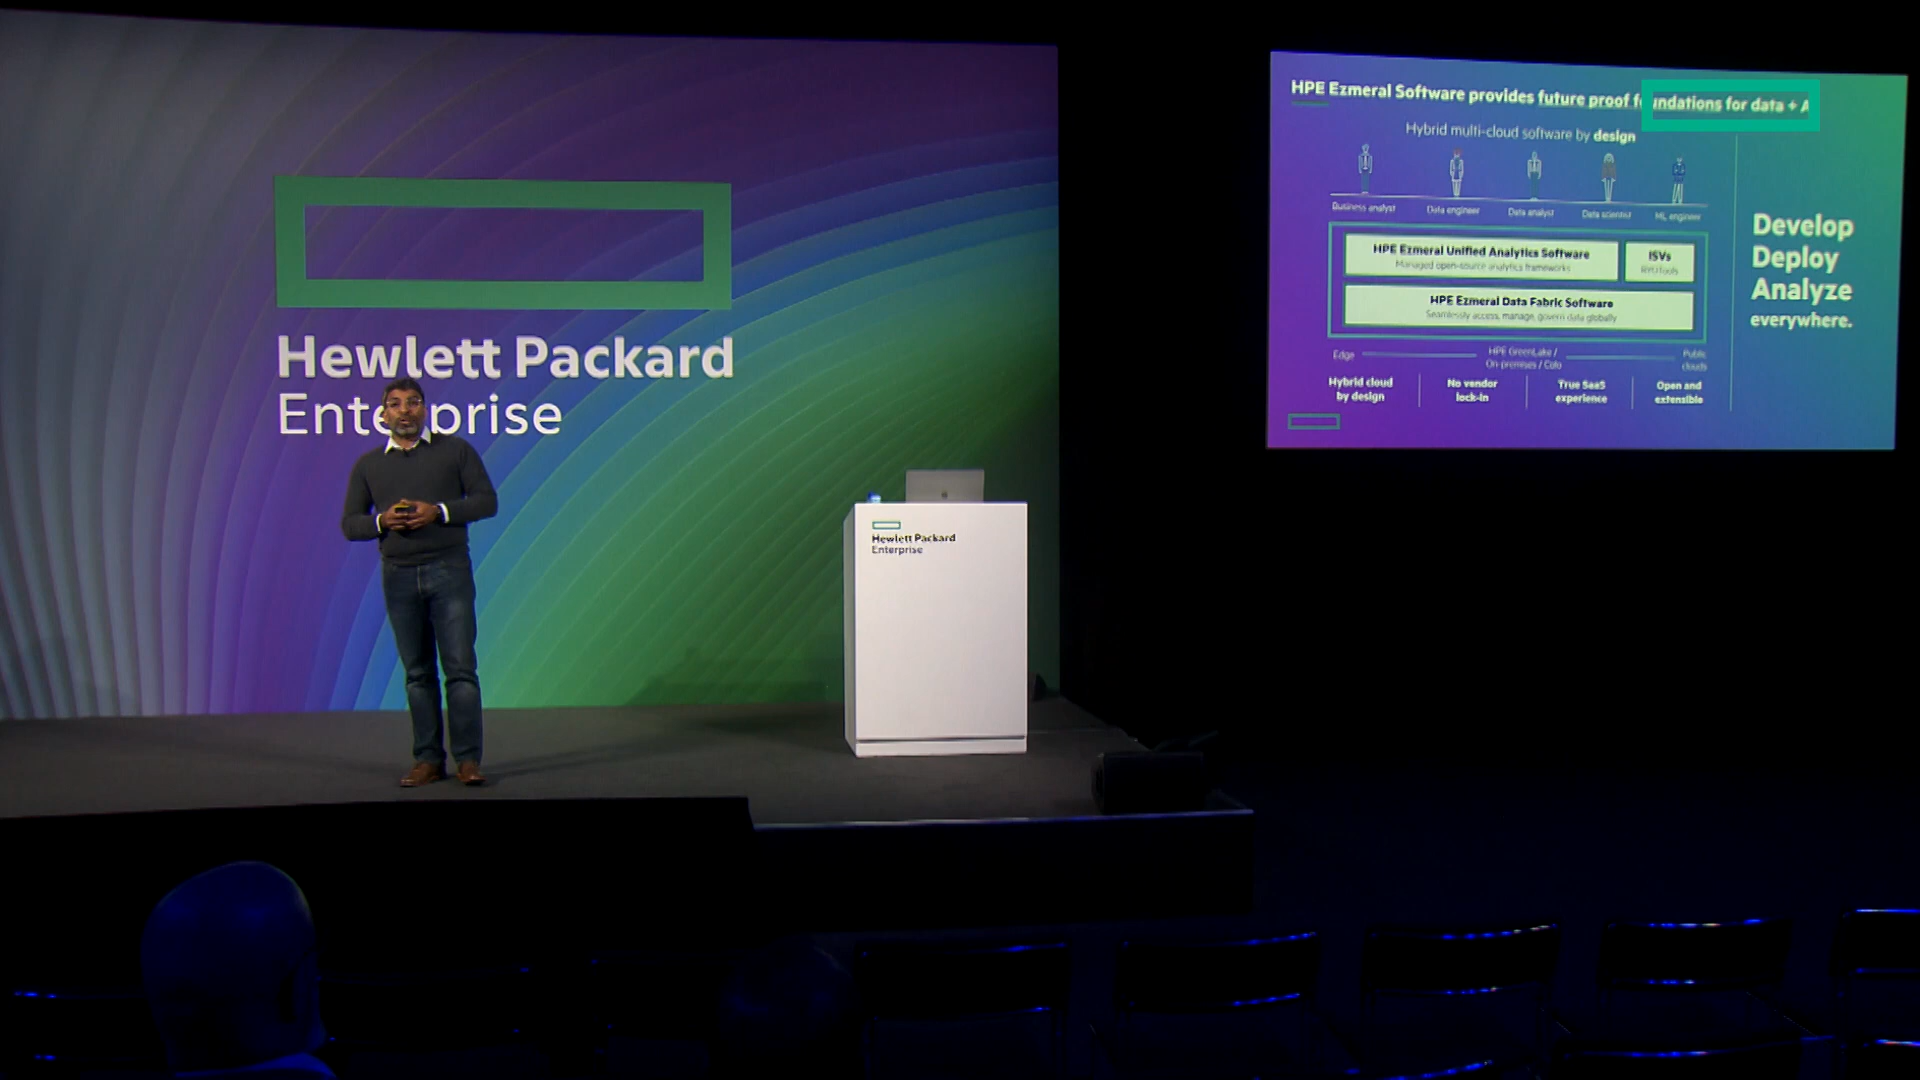 Hewlett Packard
Enterprise
Hewlett Packard
Enterprise
HPE Ezmeral Software provides future proof foundations for data + A
Hybrid multi-cloud software by design
Business analyst
Data engineer
Data analyst
Data scientist
ML engineer
HPE Ezmeral Unified Analytics Software
Managed open-source analytics frameworks
ISVs
HPE Ezmeral Data Fabric Software
Seamlessly access, manage, govern data globally
Edge
HPE GreenLake /
On-premises / Colo
Public
clouds
Hybrid cloud
by design
No vendor
lock-in
True SaaS
experience
Open and
extensible
Develop
Deploy
Analyze
everywhere.